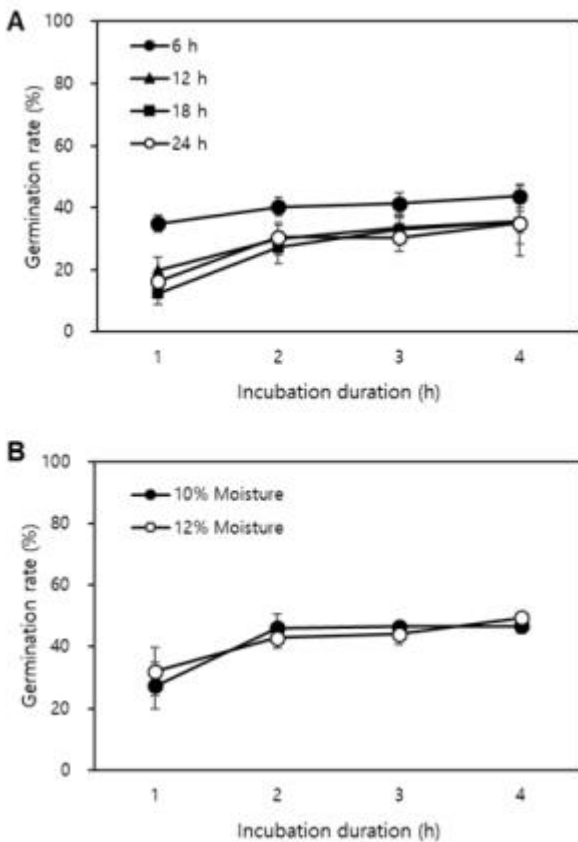 A
100
80
60
40
20
0
Germination rate (%)
6 h
12 h
18 h
24 h
1 2 3 4
Incubation duration (h)
B
100
80
60
40
20
0
Germination rate (%)
10% Moisture
12% Moisture
1 2 3 4
Incubation duration (h)